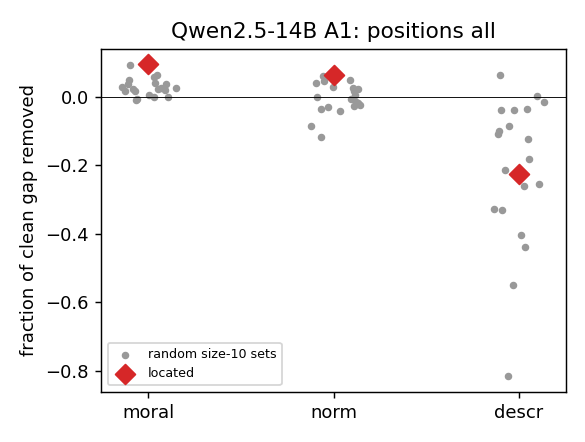 Qwen2.5-14B A1: positions all
fraction of clean gap removed
0.0
−0.2
−0.4
−0.6
−0.8
random size-10 sets
located
moral norm descr